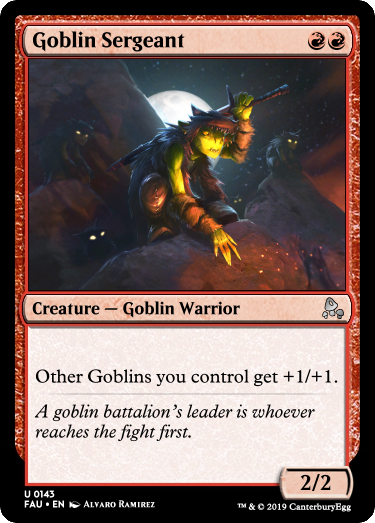 Goblin Sergeant
Creature — Goblin Warrior
Other Goblins you control get +1/+1.
A goblin battalion's leader is whoever
reaches the fight first.
2/2
U 0143
FAU • EN Alvaro Ramirez
™ & © 2019 CanterburyEgg